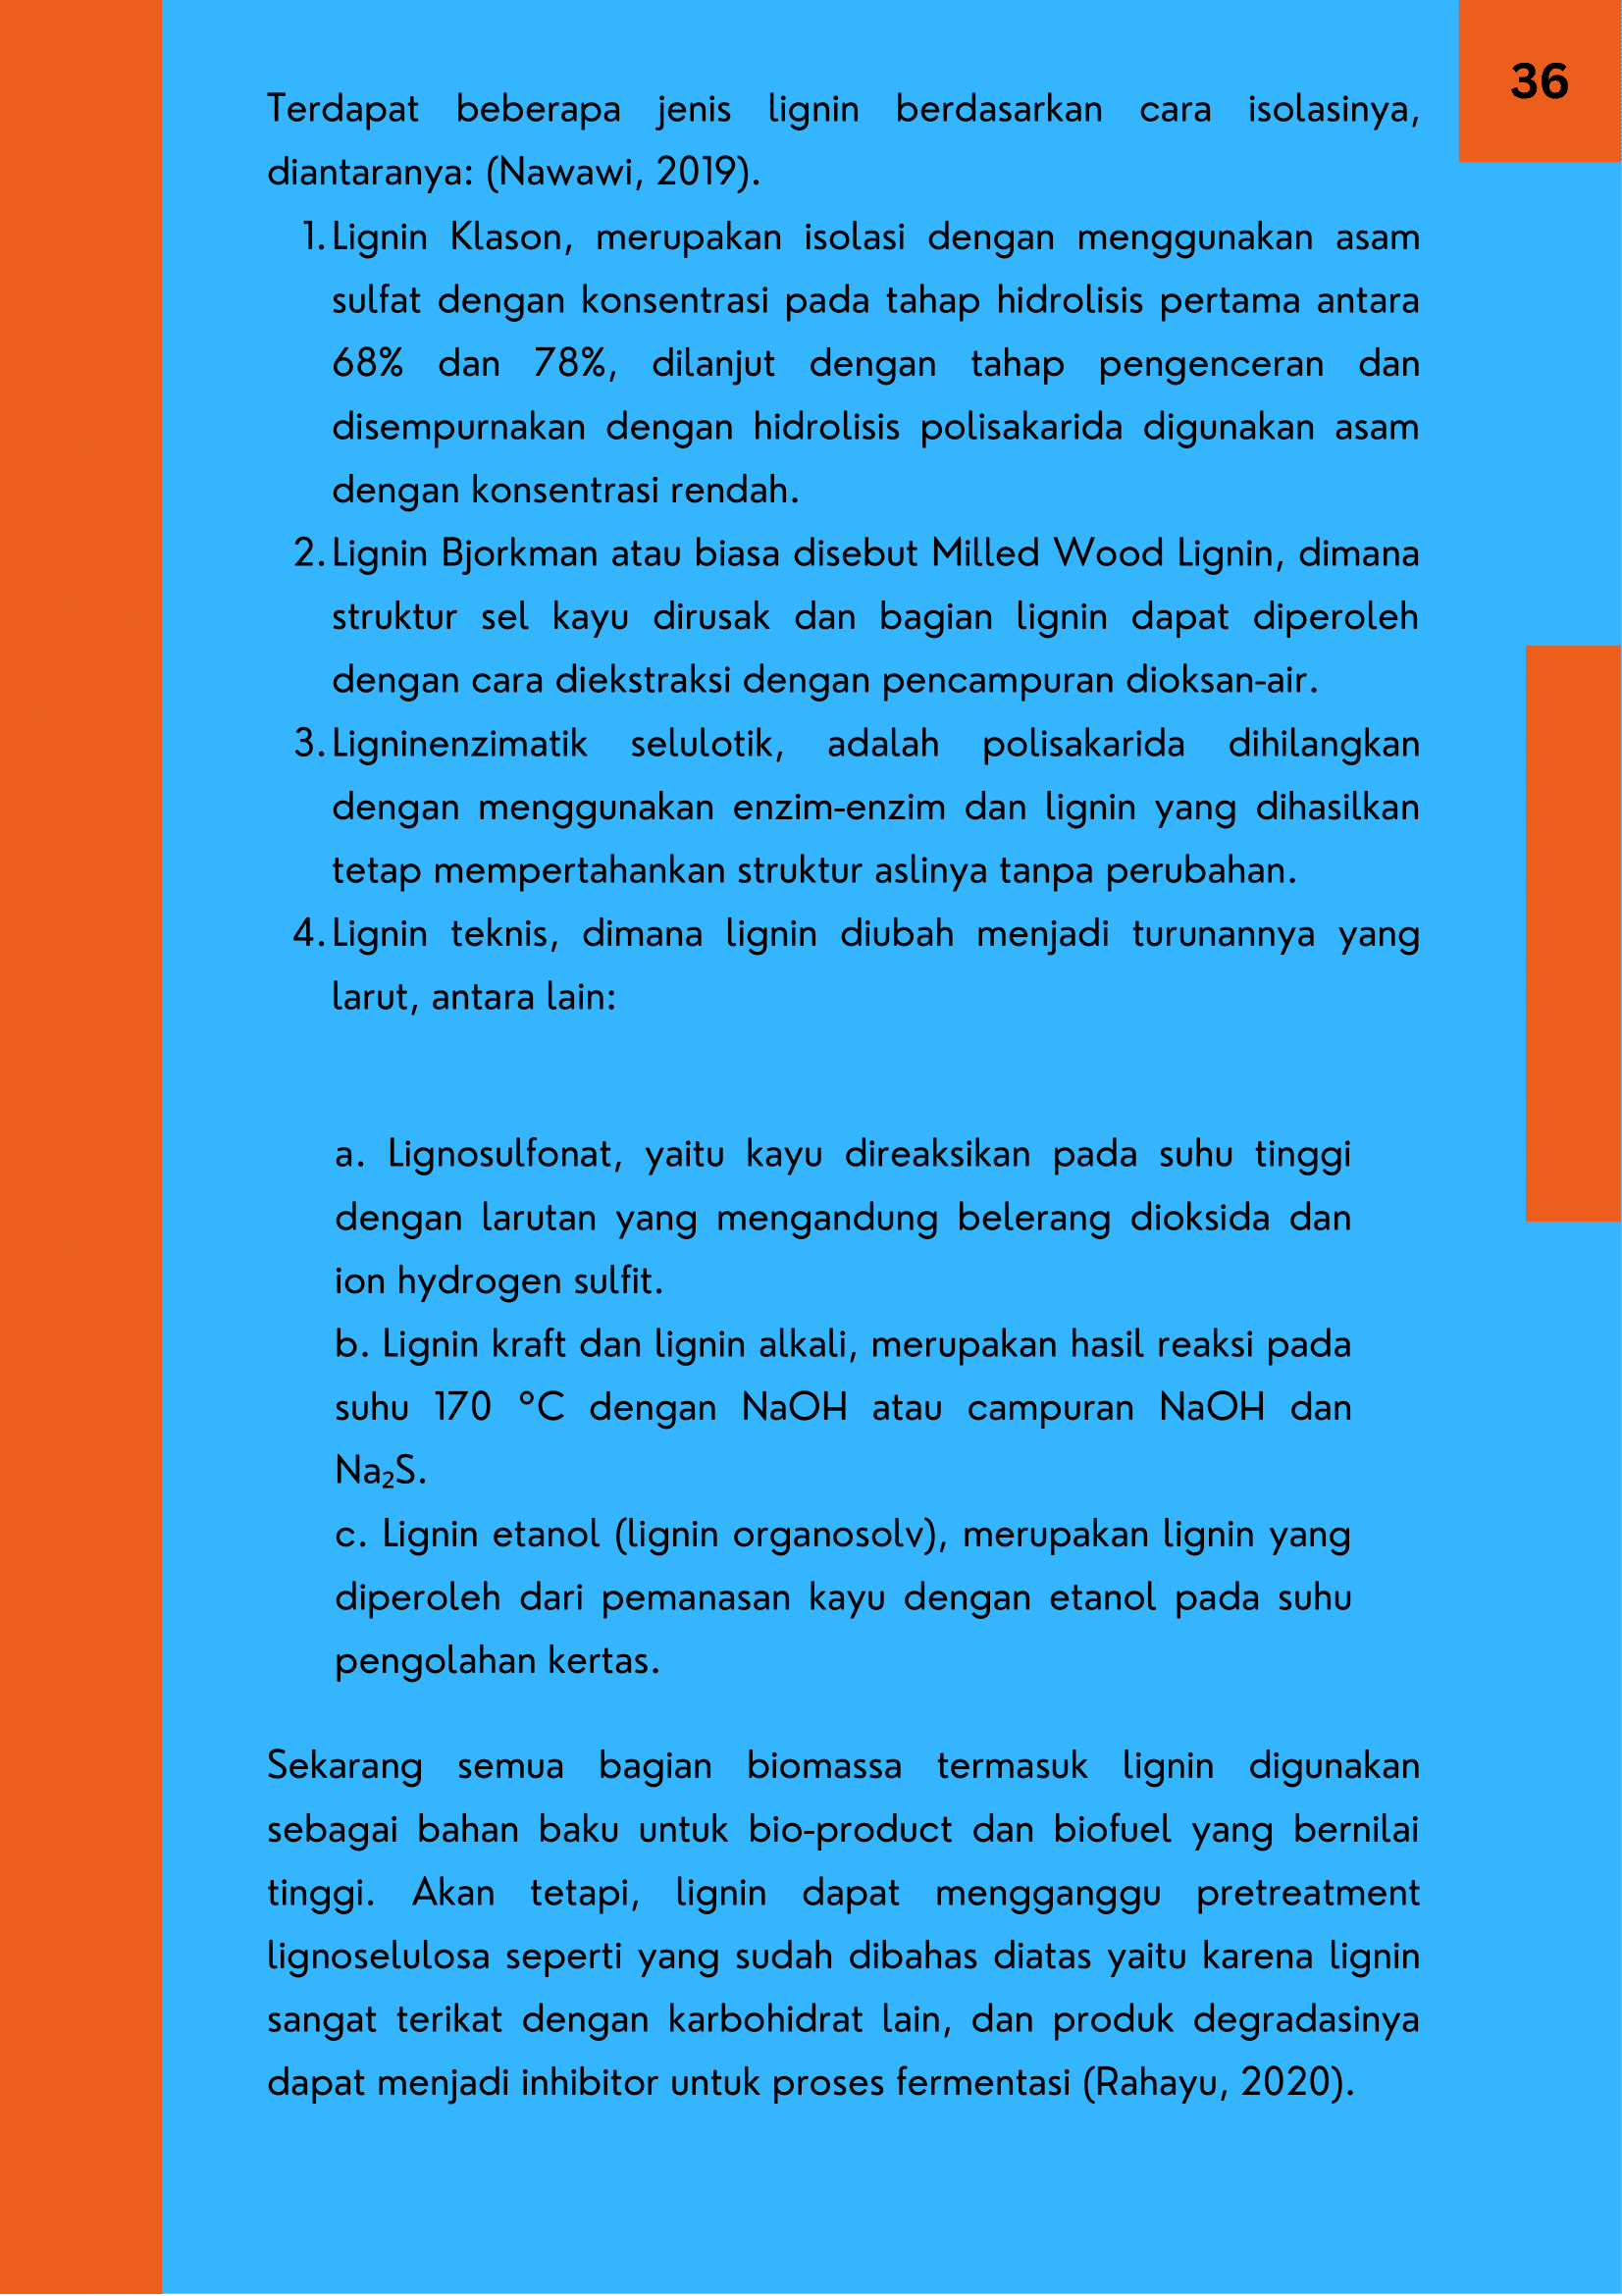 36
Terdapat beberapa jenis lignin berdasarkan cara isolasinya,
diantaranya: (Nawawi, 2019).
1. Lignin Klason, merupakan isolasi dengan menggunakan asam
sulfat dengan konsentrasi pada tahap hidrolisis pertama antara
68% dan 78%, dilanjut dengan tahap pengenceran dan
disempurnakan dengan hidrolisis polisakarida digunakan asam
dengan konsentrasi rendah.
2. Lignin Bjorkman atau biasa disebut Milled Wood Lignin, dimana
struktur sel kayu dirusak dan bagian lignin dapat diperoleh
dengan cara diekstraksi dengan pencampuran dioksan-air.
3. Ligninenzimatik selulotik, adalah polisakarida dihilangkan
dengan menggunakan enzim-enzim dan lignin yang dihasilkan
tetap mempertahankan struktur aslinya tanpa perubahan.
4. Lignin teknis, dimana lignin diubah menjadi turunannya yang
larut, antara lain:
a. Lignosulfonat, yaitu kayu direaksikan pada suhu tinggi
dengan larutan yang mengandung belerang dioksida dan
ion hydrogen sulfit.
b. Lignin kraft dan lignin alkali, merupakan hasil reaksi pada
suhu 170 °C dengan NaOH atau campuran NaOH dan
Na₂S.
c. Lignin etanol (lignin organosolv), merupakan lignin yang
diperoleh dari pemanasan kayu dengan etanol pada suhu
pengolahan kertas.
Sekarang semua bagian biomassa termasuk lignin digunakan
sebagai bahan baku untuk bio-product dan biofuel yang bernilai
tinggi. Akan tetapi, lignin dapat mengganggu pretreatment
lignoselulosa seperti yang sudah dibahas diatas yaitu karena lignin
sangat terikat dengan karbohidrat lain, dan produk degradasinya
dapat menjadi inhibitor untuk proses fermentasi (Rahayu, 2020).